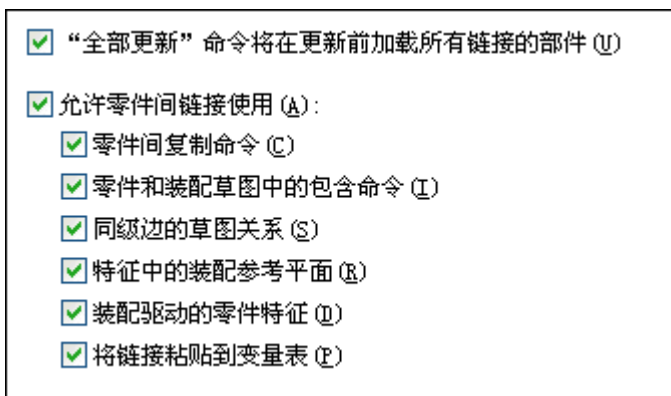 “全部更新”命令将在更新前加载所有链接的部件(U)
允许零件间链接使用(A):
零件间复制命令(C)
零件和装配草图中的包含命令(I)
同级边的草图关系(S)
特征中的装配参考平面(R)
装配驱动的零件特征(D)
将链接粘贴到变量表(P)